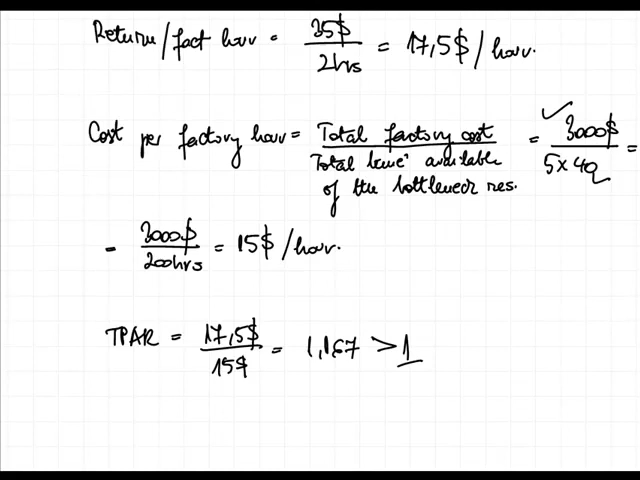 Return/fact hour = 35$ / 2hrs = 17,5$/hour.
Cost per factory hour = Total factory cost / Total time available of the bottleneck res. = 3000$ / 5x40 =
= 3000$ / 200hrs = 15$/hour.
TPAR = 17,5$ / 15$ = 1,167 > 1